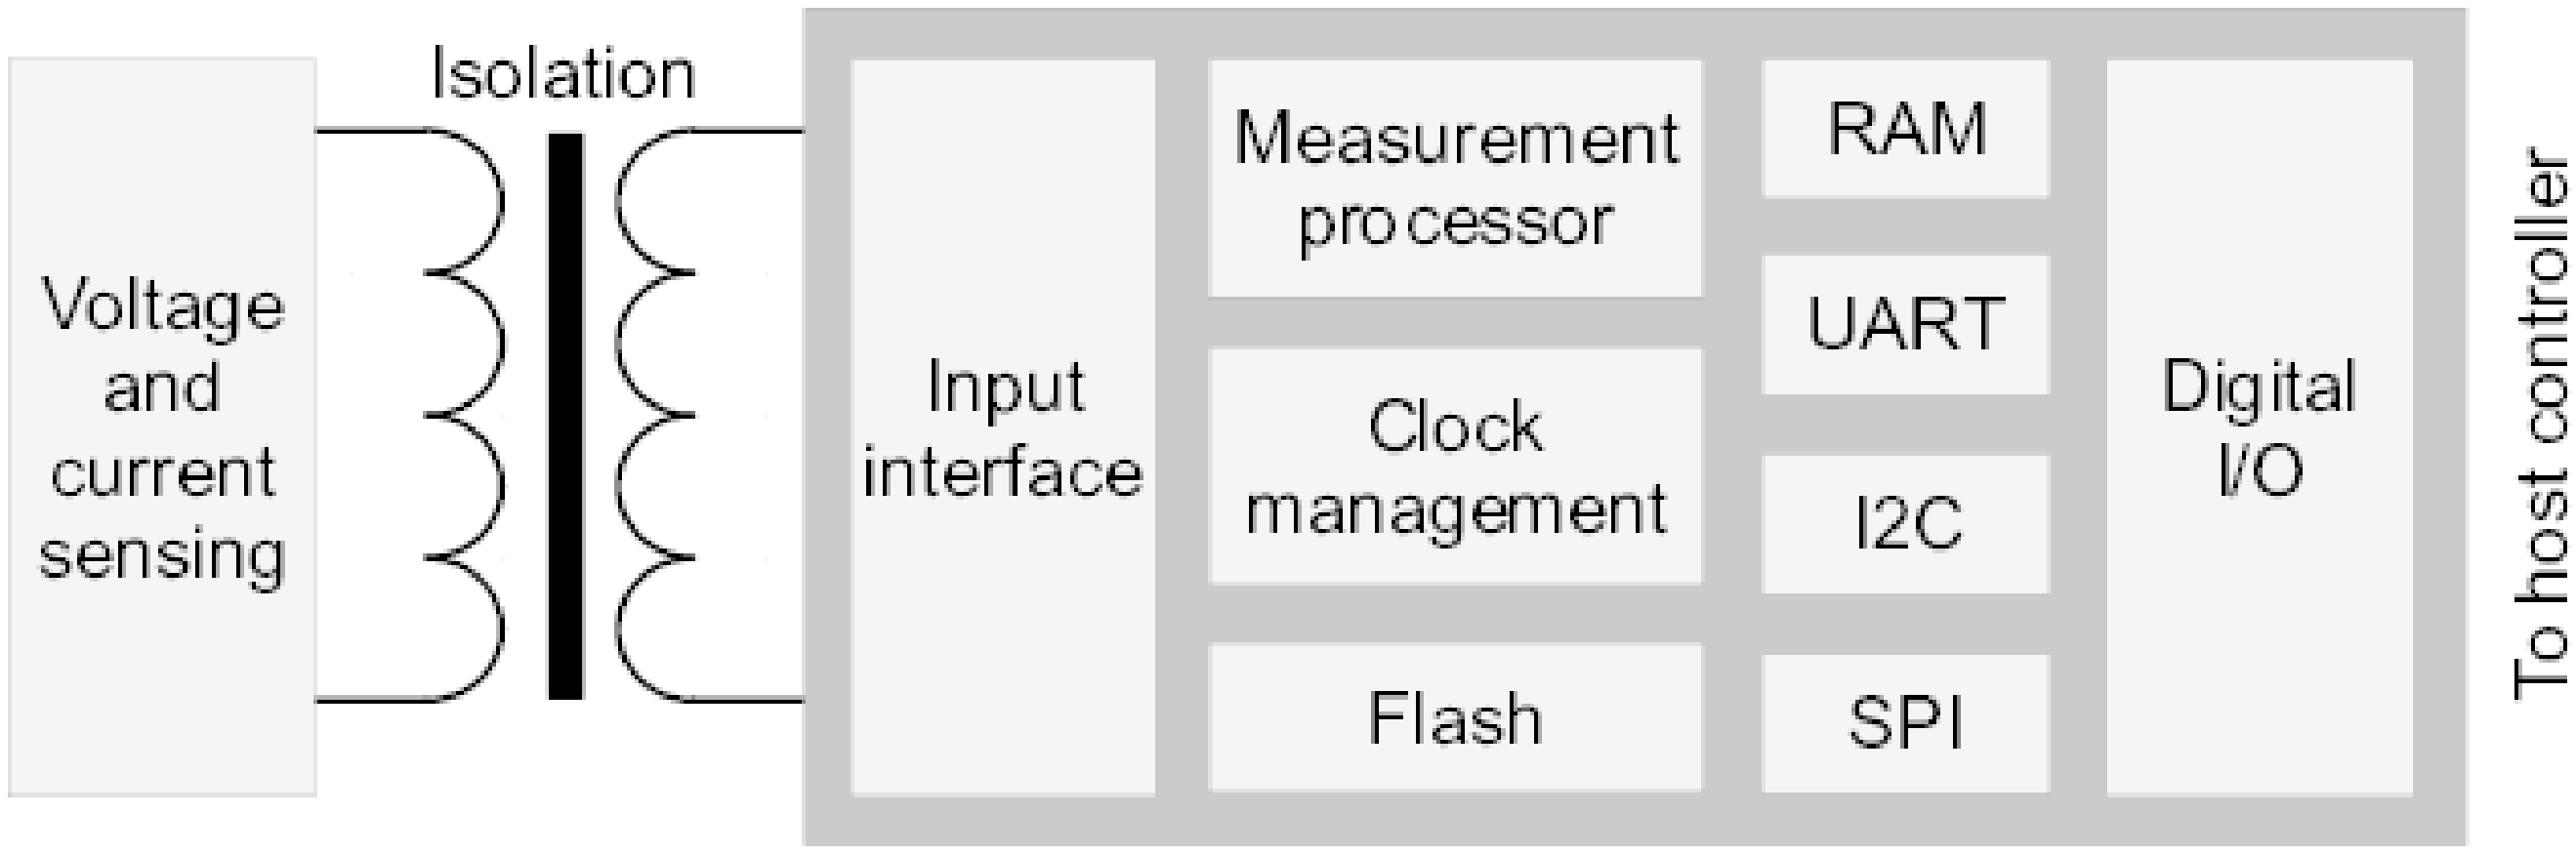 Isolation
Voltage
and
current
sensing
Input
interface
Measurement
processor
Clock
management
Flash
RAM
UART
I2C
SPI
Digital
I/O
To host controller